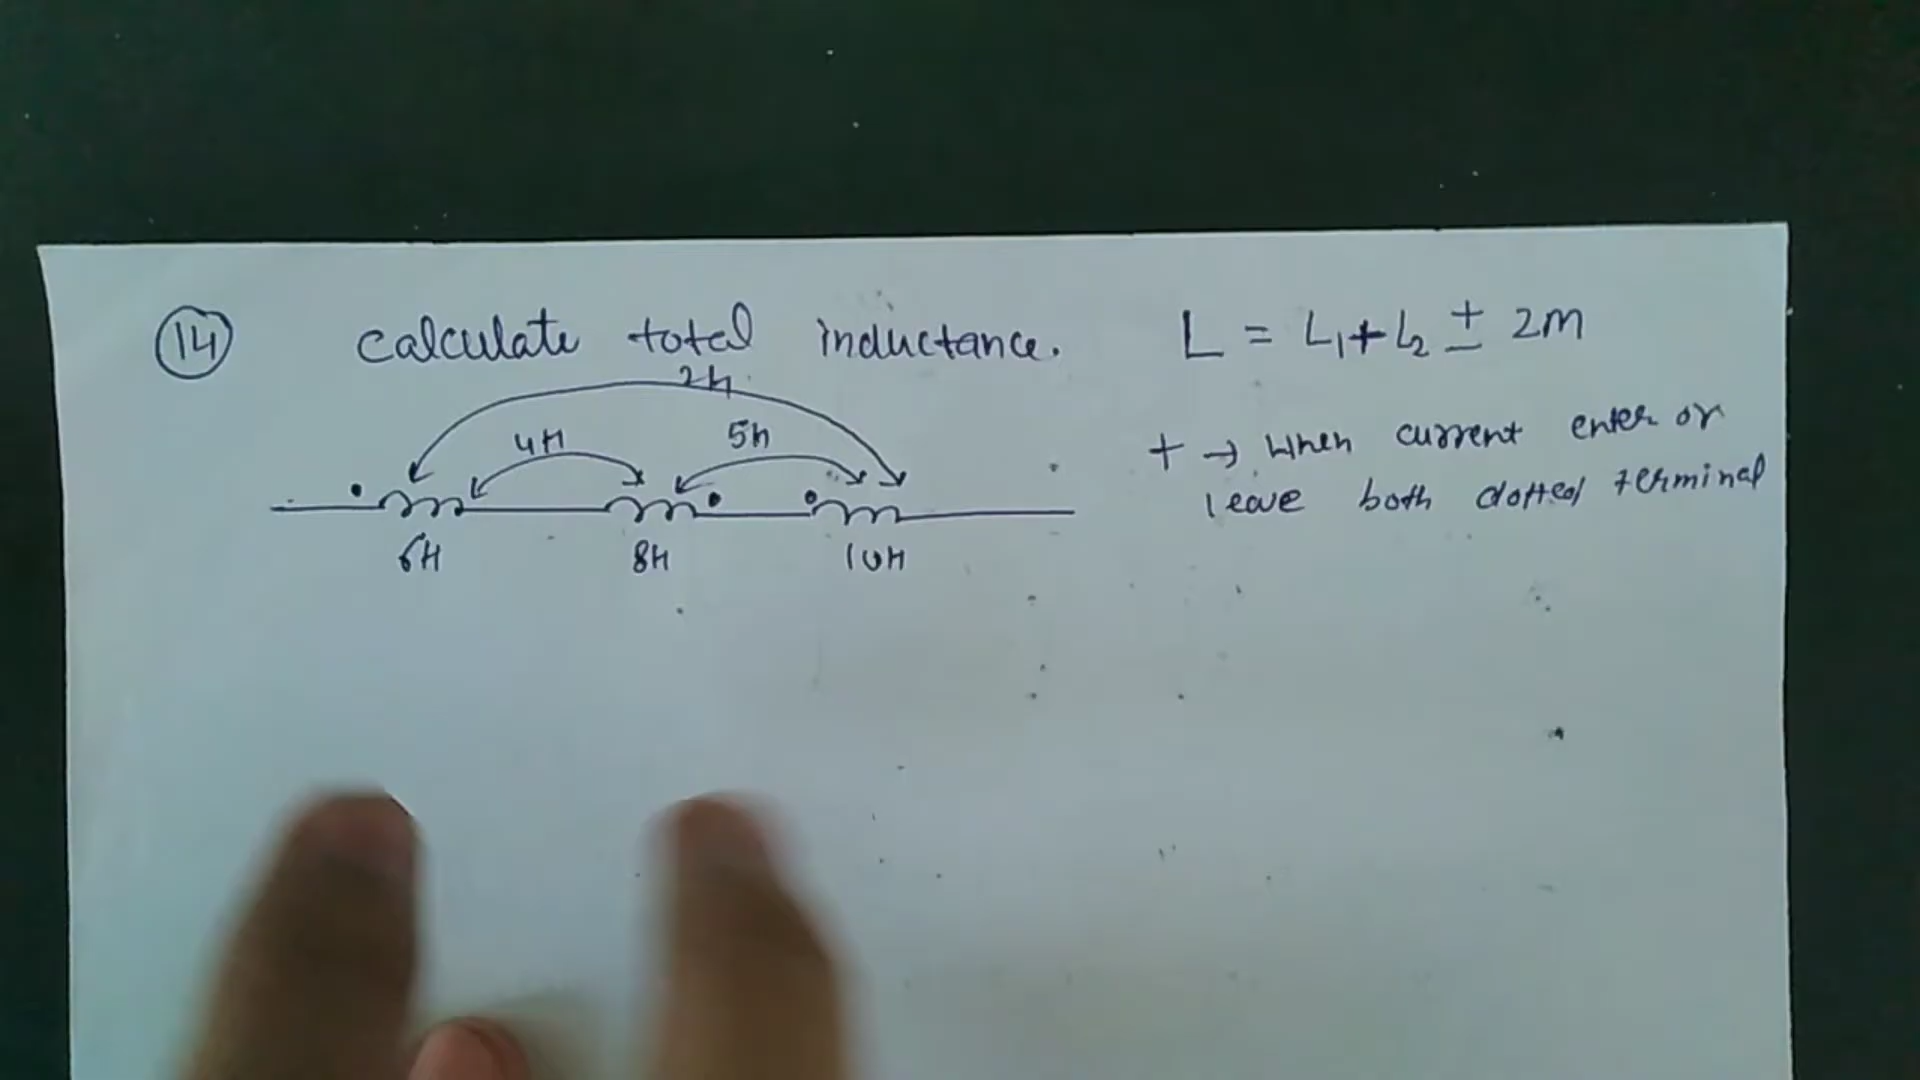 14
calculate total inductance.
L = L1 + L2 ± 2M
2H
4H 5h
6H 8H 10H
+ → When current enter or
leave both dotted terminal